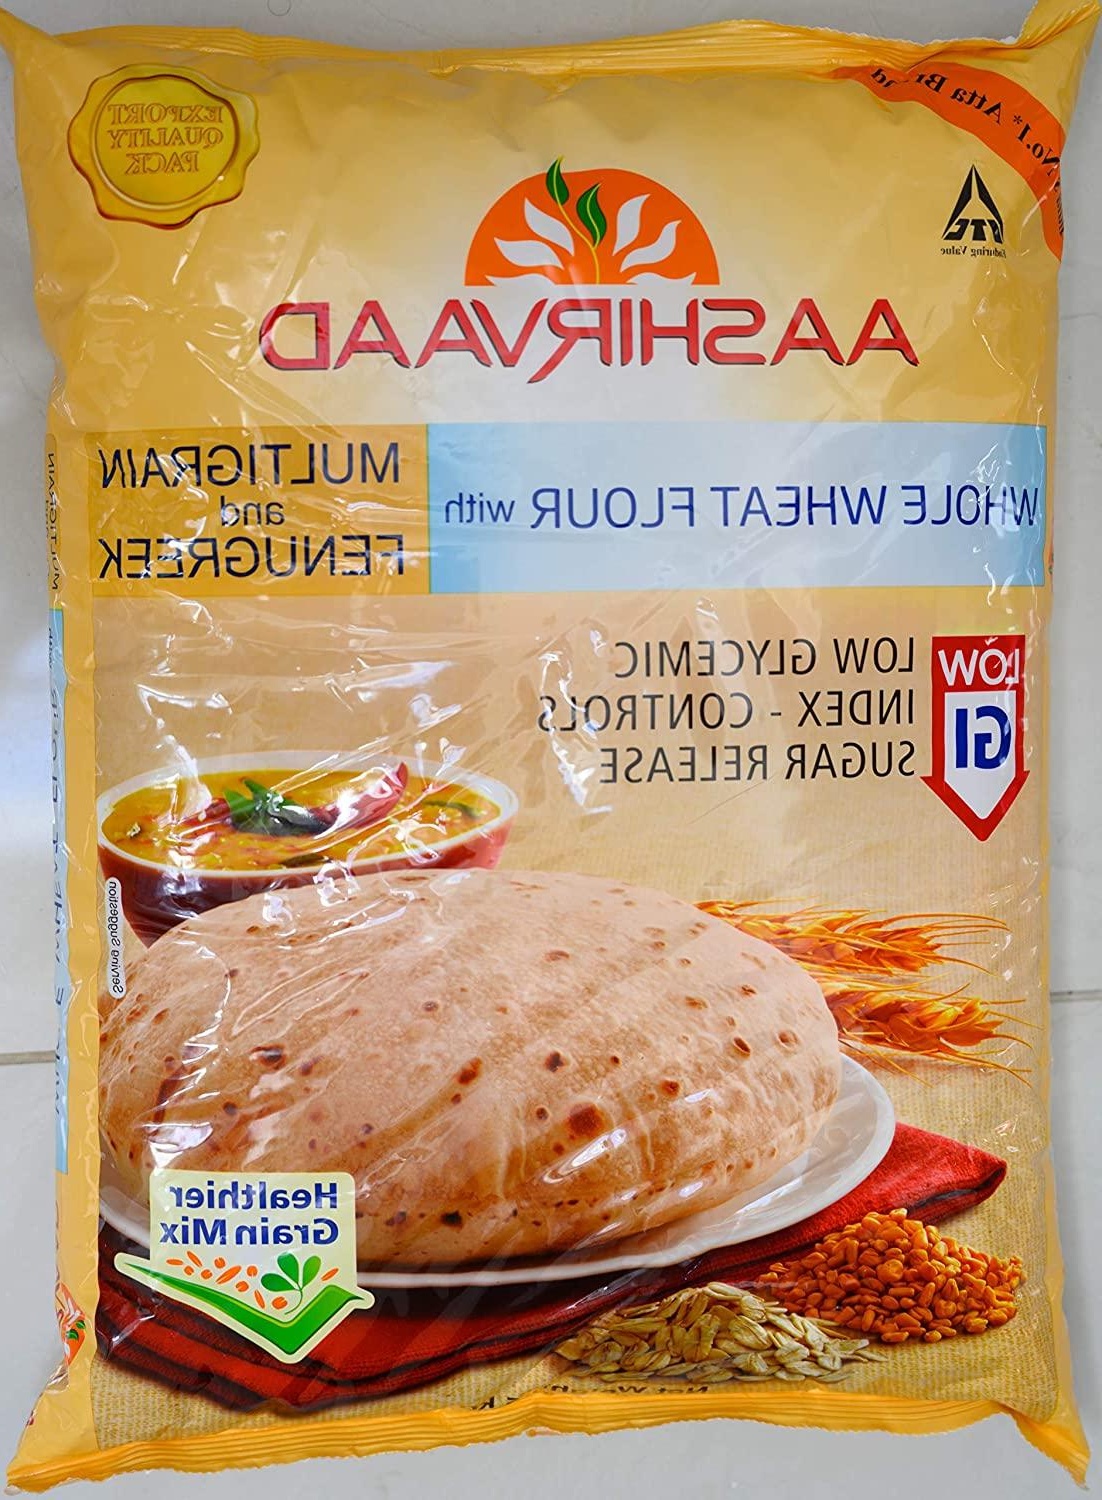 EXPORT
QUALITY
PACK
No.1* Atta
ITC
Enduring Value
AASHIRVAAD
WHOLE WHEAT FLOUR with
MULTIGRAIN
and
FENUGREEK
LOW
GI
LOW GLYCEMIC
INDEX - CONTROLS
SUGAR RELEASE
Serving Suggestion
Healthier
Grain Mix